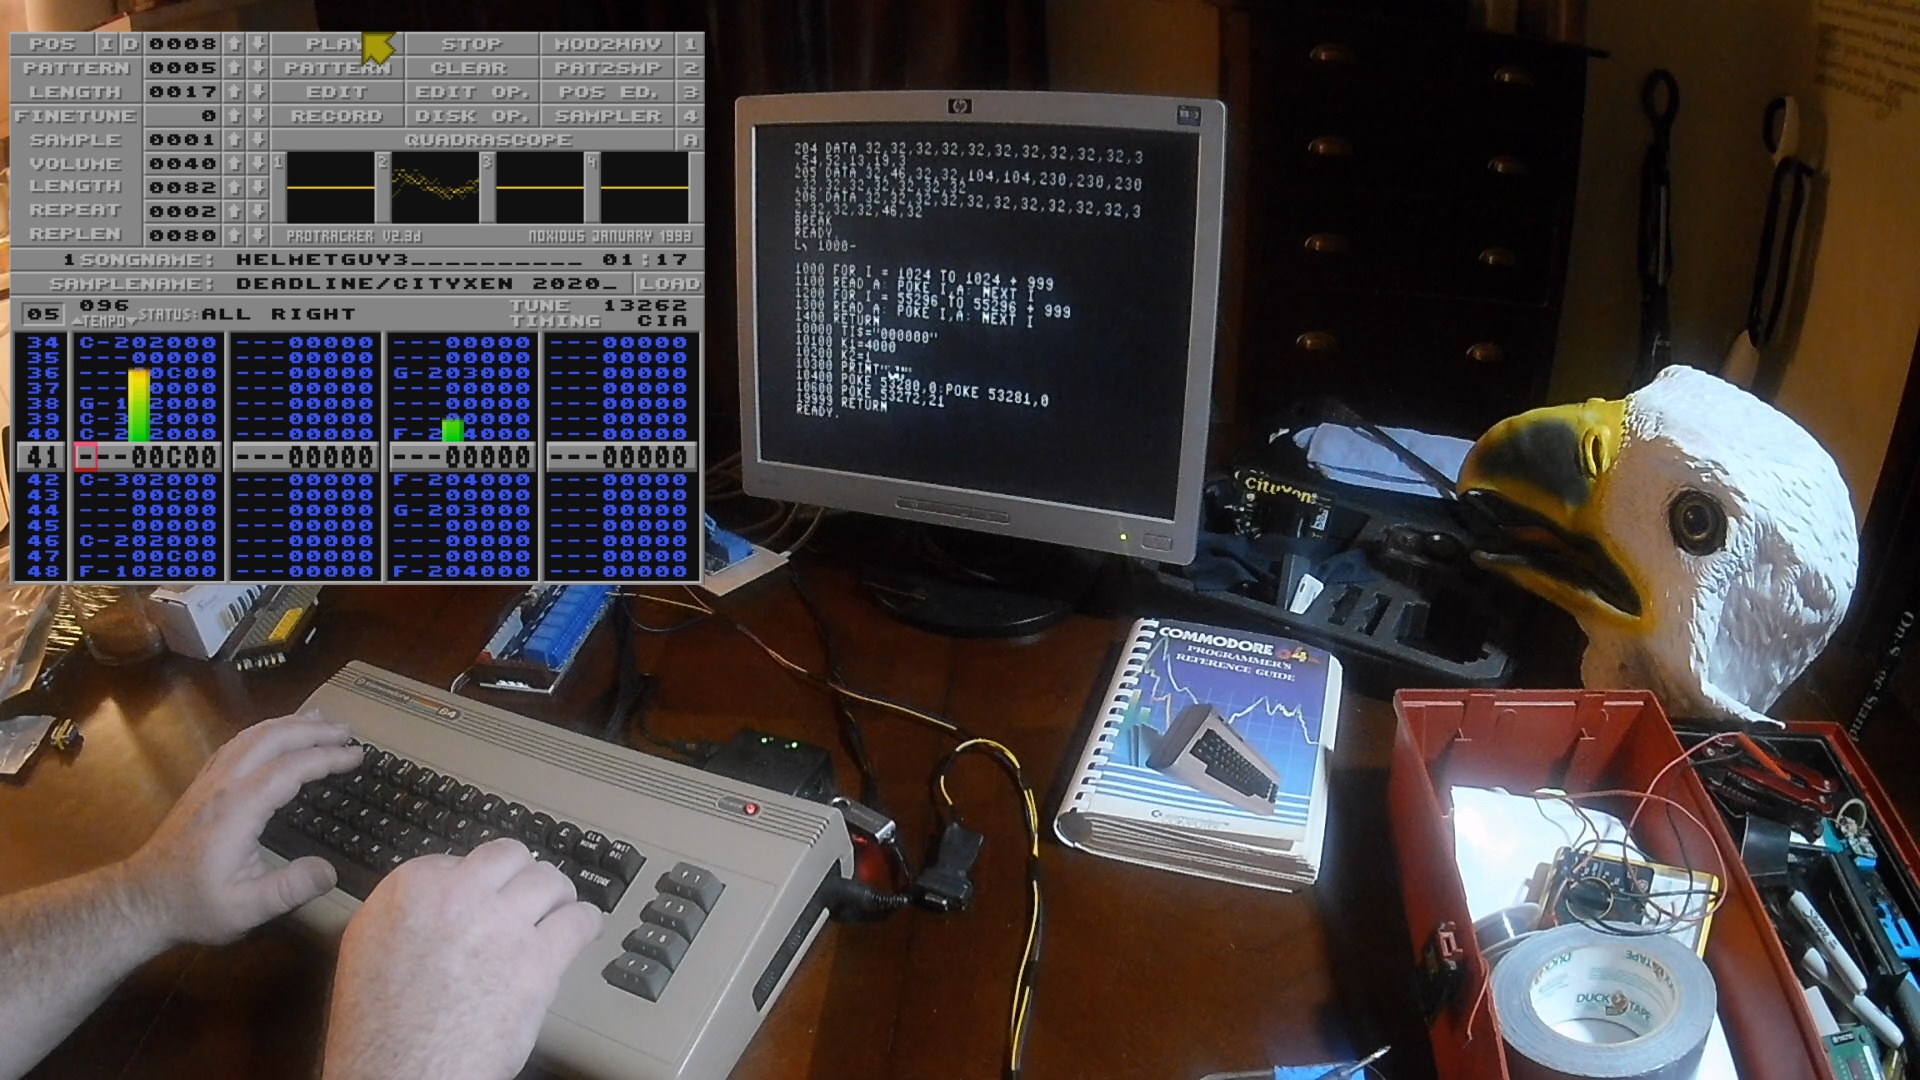 POS I D 0008 PLAY STOP MOD2WAV 1
PATTERN 0005 PATTERN CLEAR PAT2SMP 2
LENGTH 0017 EDIT EDIT OP. POS ED. 3
FINETUNE 0 RECORD DISK OP. SAMPLER 4
SAMPLE 0001 QUADRASCOPE A
VOLUME 0040 1 2 3 4
LENGTH 0082
REPEAT 0002
REPLEN 0080 PROTRACKER V2.3d NOXIOUS JANUARY 1993
1 SONGNAME: HELMETGUY3__________ 01:17
SAMPLENAME: DEADLINE/CITYXEN 2020_ LOAD
05 096 TEMPO STATUS: ALL RIGHT TUNE 13262
TIMING CIA
34 C-202000 ---00000 ---00000 ---00000
35 ---00000 ---00000 ---00000 ---00000
36 ---00C00 ---00000 G-203000 ---00000
37 ---00000 ---00000 ---00000 ---00000
38 G-102000 ---00000 ---00000 ---00000
39 C-302000 ---00000 ---00000 ---00000
40 C-202000 ---00000 F-204000 ---00000
41 ---00C00 ---00000 ---00000 ---00000
42 C-302000 ---00000 F-204000 ---00000
43 ---00C00 ---00000 ---00000 ---00000
44 ---00C00 ---00000 G-203000 ---00000
45 ---00000 ---00000 ---00000 ---00000
46 C-202000 ---00000 ---00000 ---00000
47 ---00C00 ---00000 ---00000 ---00000
48 F-102000 ---00000 F-204000 ---00000
hp
204 DATA 32,32,32,32,32,32,32,32,32,32,32,3
,54,52,13,19,3
205 DATA 32,46,32,32,104,104,230,230,230
,32,32,32,32,32,32,32
206 DATA 32,32,32,32,32,32,32,32,32,32,32,3
2,32,32,32,46,32
BREAK
READY.
1000-
1000 FOR I = 1024 TO 1024 + 999
1100 READ A: POKE I,A: NEXT I
1200 FOR I = 55296 TO 55296 + 999
1300 READ A: POKE I,A: NEXT I
1400 RETURN
10000 TI$="000000"
10100 K1=4000
10200 K2=1
10300 PRINT"
10400 POKE 53280,0:POKE 53281,0
10600 POKE 53272,21
19999 RETURN
READY.
CityXen
COMMODORE 64
PROGRAMMER'S
REFERENCE GUIDE
commodore 64
CLR
HOME
INST
DEL
RESTORE
DUCK TAPE